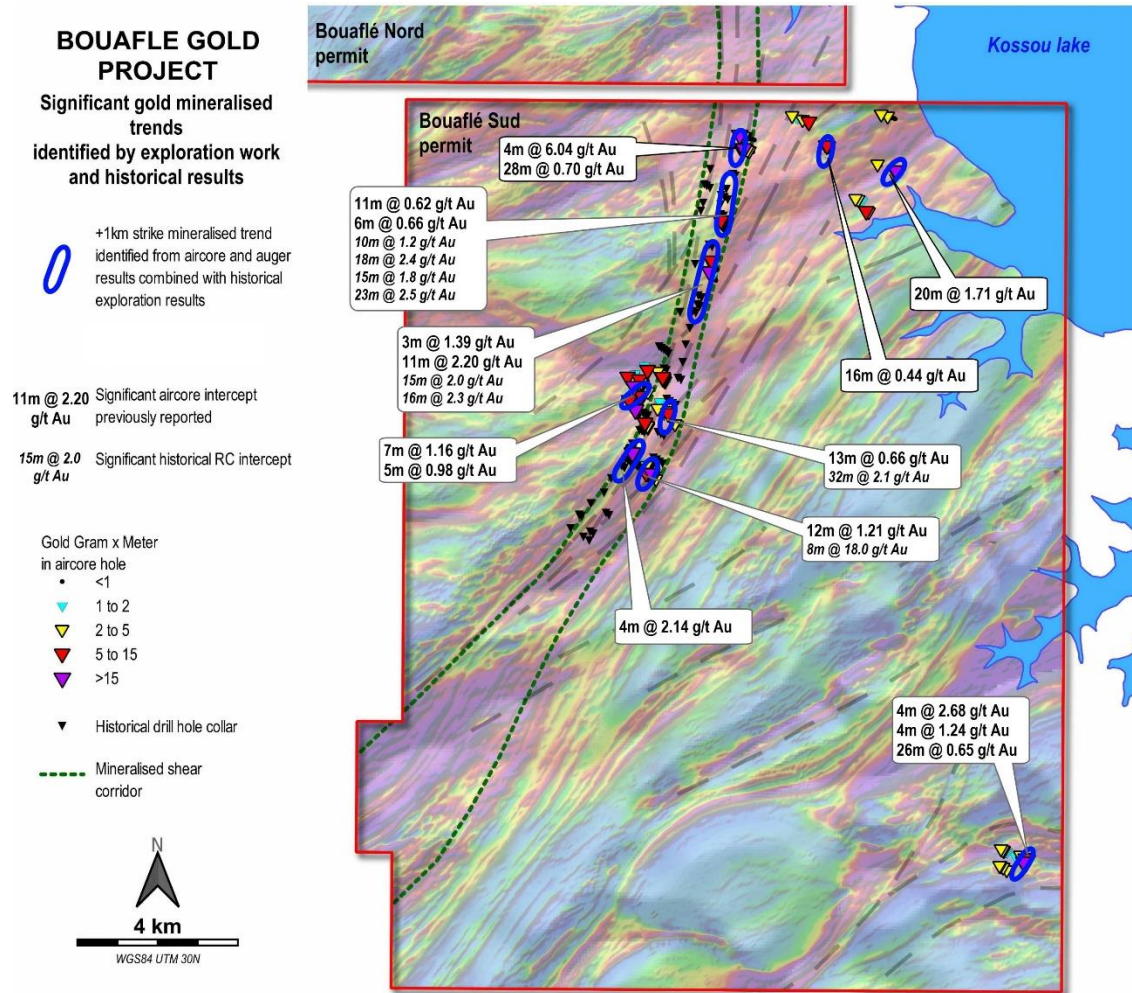 BOUAFLE GOLD
PROJECT
Significant gold mineralised
trends
identified by exploration work
and historical results
+1km strike mineralised trend
identified from aircore and auger
results combined with historical
exploration results
11m @ 2.20
g/t Au
Significant aircore intercept
previously reported
15m @ 2.0
g/t Au
Significant historical RC intercept
Gold Gram x Meter
in aircore hole
<1
1 to 2
2 to 5
5 to 15
>15
Historical drill hole collar
Mineralised shear
corridor
N
4 km
WGS84 UTM 30N
Bouaflé Nord
permit
Kossou lake
Bouaflé Sud
permit
4m @ 6.04 g/t Au
28m @ 0.70 g/t Au
11m @ 0.62 g/t Au
6m @ 0.66 g/t Au
10m @ 1.2 g/t Au
18m @ 2.4 g/t Au
15m @ 1.8 g/t Au
23m @ 2.5 g/t Au
20m @ 1.71 g/t Au
3m @ 1.39 g/t Au
11m @ 2.20 g/t Au
15m @ 2.0 g/t Au
16m @ 2.3 g/t Au
16m @ 0.44 g/t Au
7m @ 1.16 g/t Au
5m @ 0.98 g/t Au
13m @ 0.66 g/t Au
32m @ 2.1 g/t Au
12m @ 1.21 g/t Au
8m @ 18.0 g/t Au
4m @ 2.14 g/t Au
4m @ 2.68 g/t Au
4m @ 1.24 g/t Au
26m @ 0.65 g/t Au